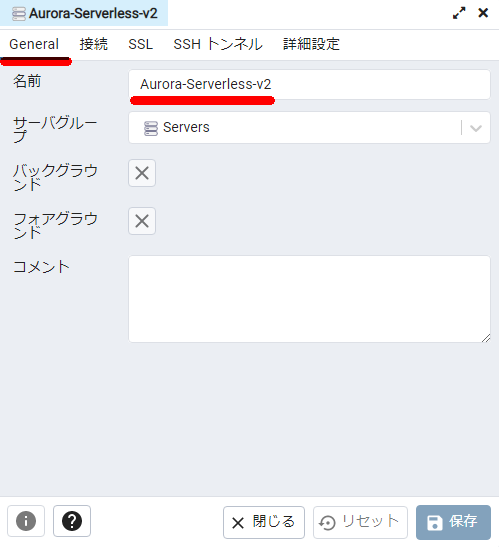 Aurora-Serverless-v2
General 接続 SSL SSH トンネル 詳細設定
名前 Aurora-Serverless-v2
サーバグルー
プ
Servers
バックグラウ
ンド
フォアグラウ
ンド
コメント
閉じる リセット 保存